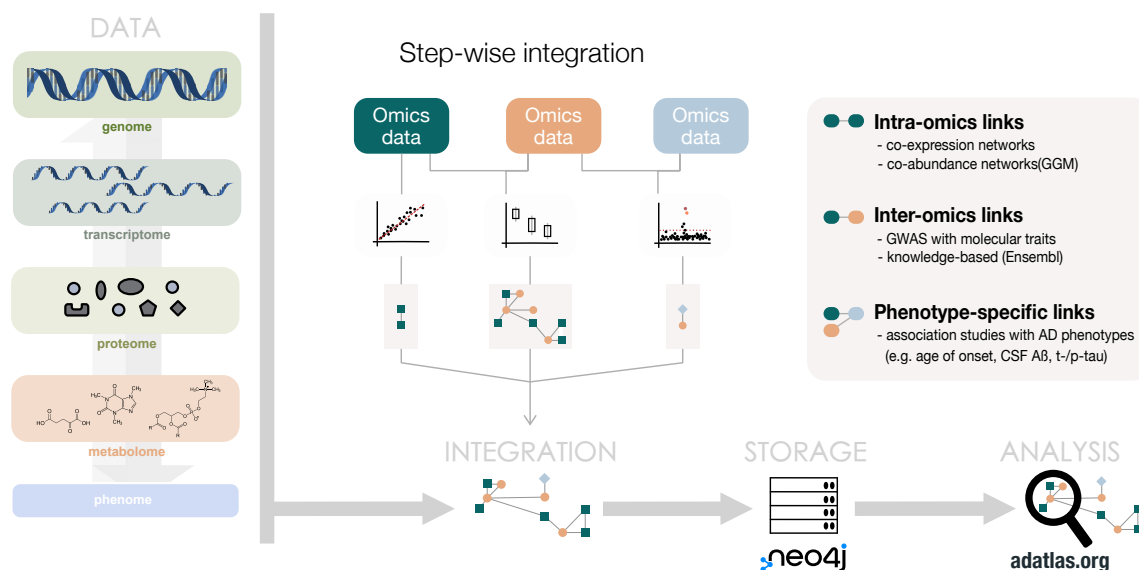 DATA
genome
transcriptome
proteome
metabolome
phenome
Step-wise integration
Omics
data
Omics
data
Omics
data
Intra-omics links
- co-expression networks
- co-abundance networks(GGM)
Inter-omics links
- GWAS with molecular traits
- knowledge-based (Ensembl)
Phenotype-specific links
- association studies with AD phenotypes
(e.g. age of onset, CSF Aß, t-/p-tau)
INTEGRATION
STORAGE
neo4j
ANALYSIS
adatlas.org